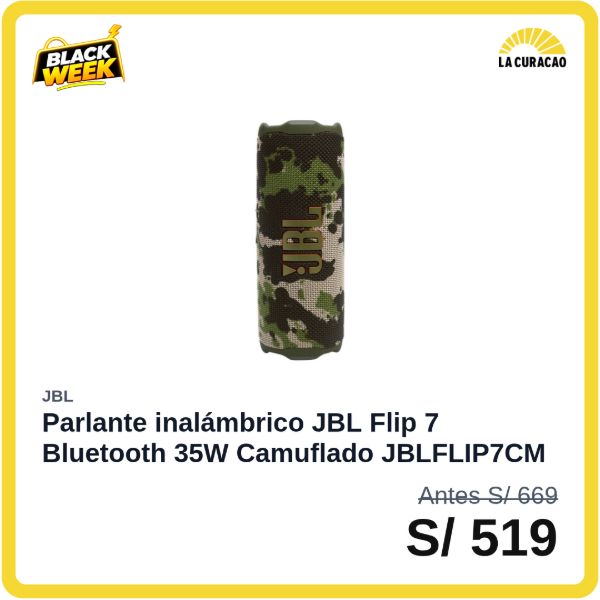 BLACK
WEEK
LA CURACAO
JBL
JBL
Parlante inalámbrico JBL Flip 7
Bluetooth 35W Camuflado JBLFLIP7CM
Antes S/ 669
S/ 519